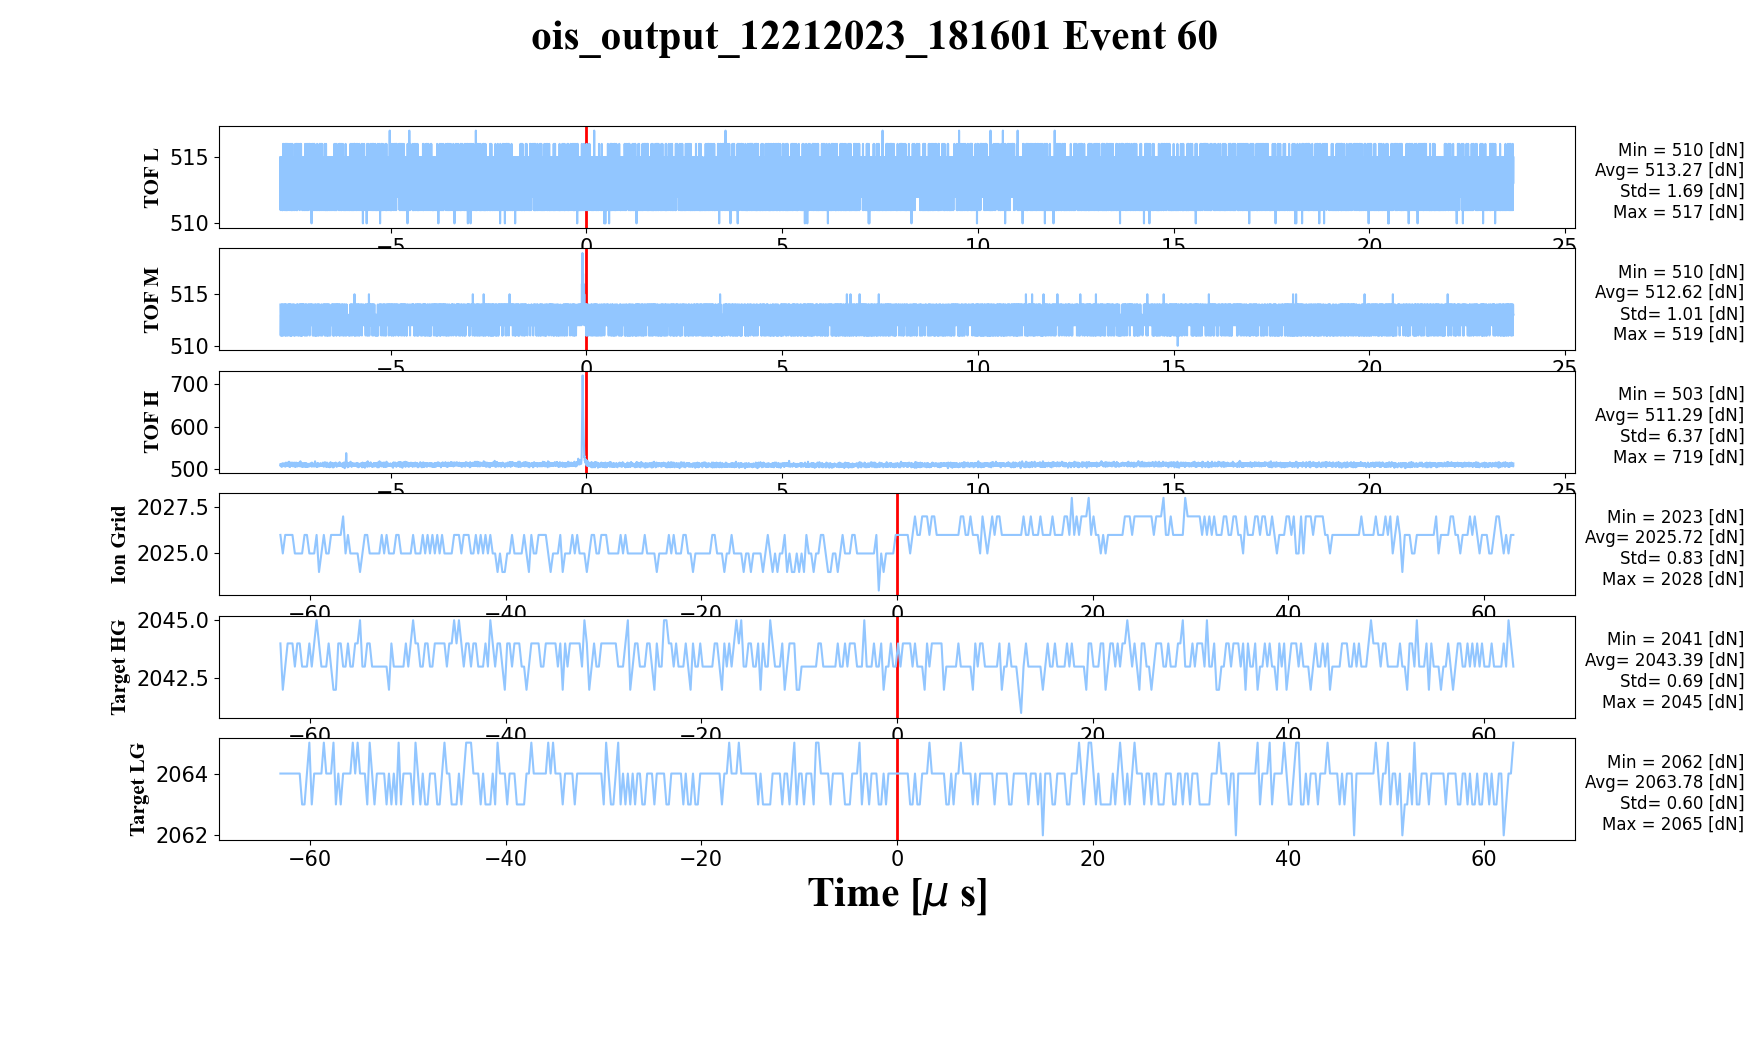 ois_output_12212023_181601 Event 60
TOF L
515
510
−5
0
5
10
15
20
25
Min = 510 [dN]
Avg= 513.27 [dN]
Std= 1.69 [dN]
Max = 517 [dN]
TOF M
515
510
−5
0
5
10
15
20
25
Min = 510 [dN]
Avg= 512.62 [dN]
Std= 1.01 [dN]
Max = 519 [dN]
TOF H
700
600
500
−5
0
5
10
15
20
25
Min = 503 [dN]
Avg= 511.29 [dN]
Std= 6.37 [dN]
Max = 719 [dN]
Ion Grid
2027.5
2025.0
−60
−40
−20
0
20
40
60
Min = 2023 [dN]
Avg= 2025.72 [dN]
Std= 0.83 [dN]
Max = 2028 [dN]
Target HG
2045.0
2042.5
−60
−40
−20
0
20
40
60
Min = 2041 [dN]
Avg= 2043.39 [dN]
Std= 0.69 [dN]
Max = 2045 [dN]
Target LG
2064
2062
−60
−40
−20
0
20
40
60
Min = 2062 [dN]
Avg= 2063.78 [dN]
Std= 0.60 [dN]
Max = 2065 [dN]
Time [μ s]